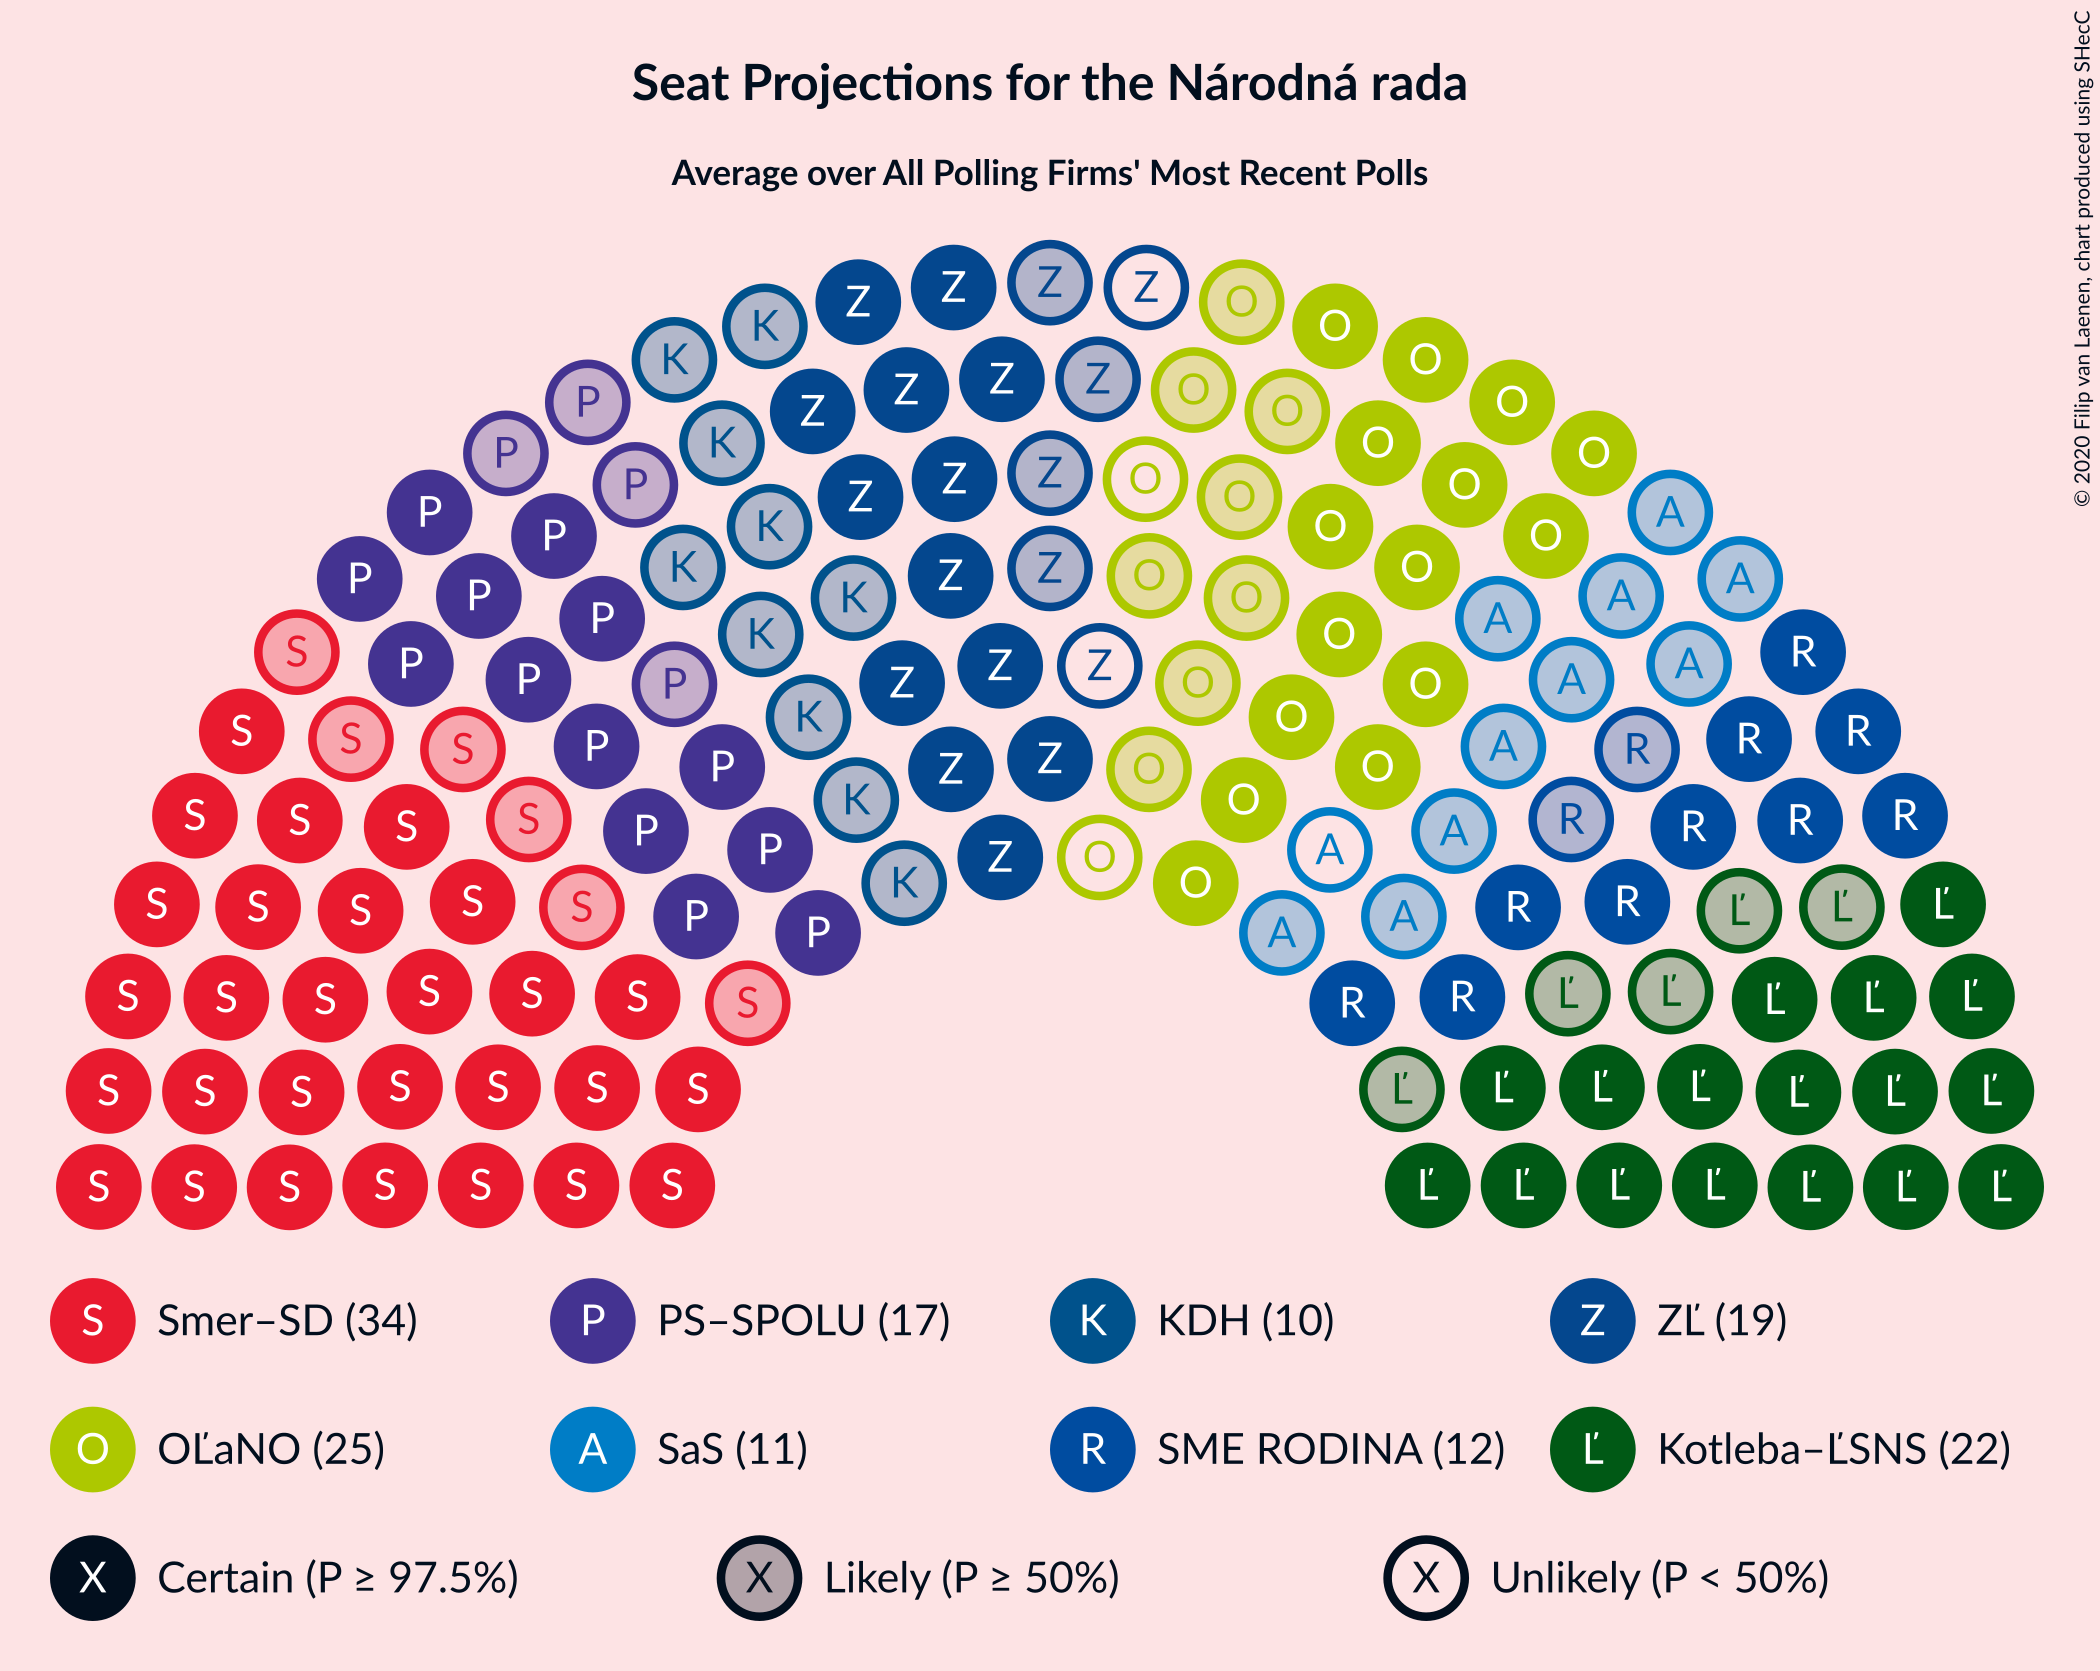 Seat Projections for the Národná rada
Average over All Polling Firms' Most Recent Polls
© 2020 Filip van Laenen, chart produced using SHecC
Z Z Z Z
K K O O
Z Z Z Z
P K O O O O
P P K Z Z Z O O O O O
P P K K Z Z O O O O A
P P P K K Z Z Z O O O O A A A
S P P P K O O A A R
S S S P P K Z Z O O O A R R R
S S S S P P K Z O O A A R R R R
S S S S S P P K O A A R R Ľ Ľ Ľ
S S S S S S S R R Ľ Ľ Ľ Ľ Ľ
S S S S S S S Ľ Ľ Ľ Ľ Ľ Ľ Ľ
S S S S S S S Ľ Ľ Ľ Ľ Ľ Ľ Ľ
S Smer–SD (34) P PS–SPOLU (17) K KDH (10) Z ZĽ (19)
O OĽaNO (25) A SaS (11) R SME RODINA (12) Ľ Kotleba–ĽSNS (22)
X Certain (P ≥ 97.5%) X Likely (P ≥ 50%) X Unlikely (P < 50%)